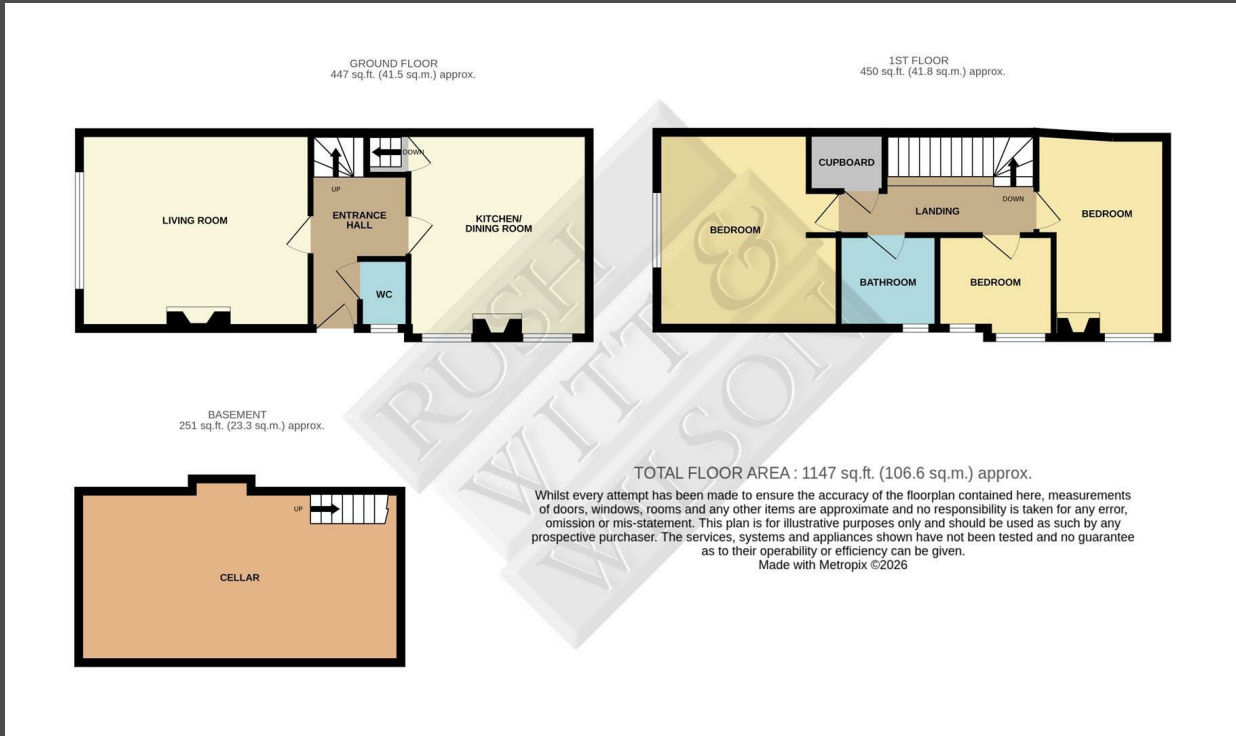 GROUND FLOOR
447 sq.ft. (41.5 sq.m.) approx.
LIVING ROOM
UP
ENTRANCE
HALL
DOWN
KITCHEN/
DINING ROOM
WC
1ST FLOOR
450 sq.ft. (41.8 sq.m.) approx.
BEDROOM
CUPBOARD
LANDING
DOWN
BEDROOM
BATHROOM
BEDROOM
BASEMENT
251 sq.ft. (23.3 sq.m.) approx.
UP
CELLAR
RUSH
WITT &
WILSON
TOTAL FLOOR AREA : 1147 sq.ft. (106.6 sq.m.) approx.
Whilst every attempt has been made to ensure the accuracy of the floorplan contained here, measurements
of doors, windows, rooms and any other items are approximate and no responsibility is taken for any error,
omission or mis-statement. This plan is for illustrative purposes only and should be used as such by any
prospective purchaser. The services, systems and appliances shown have not been tested and no guarantee
as to their operability or efficiency can be given.
Made with Metropix ©2026